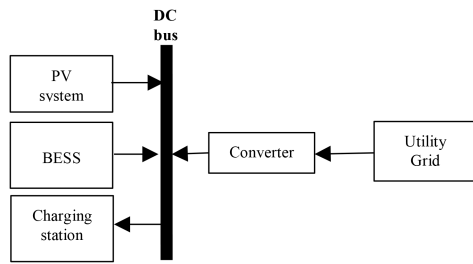 DC
bus
PV
system
BESS
Converter
Utility
Grid
Charging
station